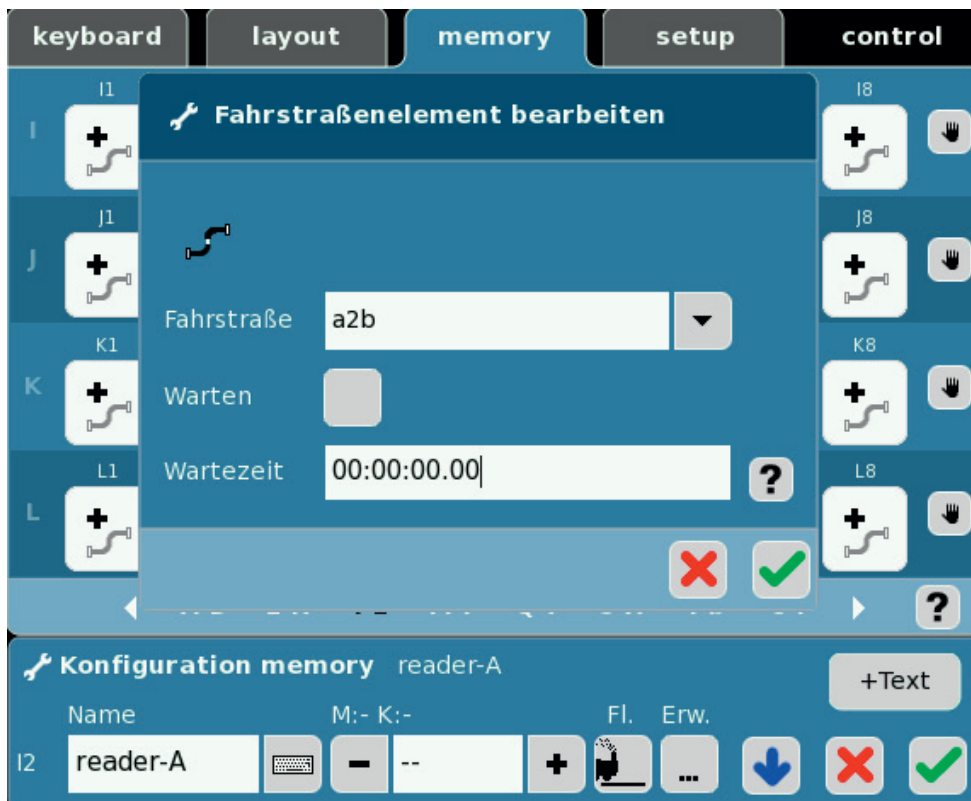 keyboard layout memory setup control
I1 I8
I
Fahrstraßenelement bearbeiten
J1 J8
J
Fahrstraße a2b
K1 K8
K
Warten
L1 L8
Wartezeit 00:00:00.00 ?
L
?
Konfiguration memory reader-A
+Text
Name M:- K:- Fl. Erw.
I2 reader-A - -- + ...